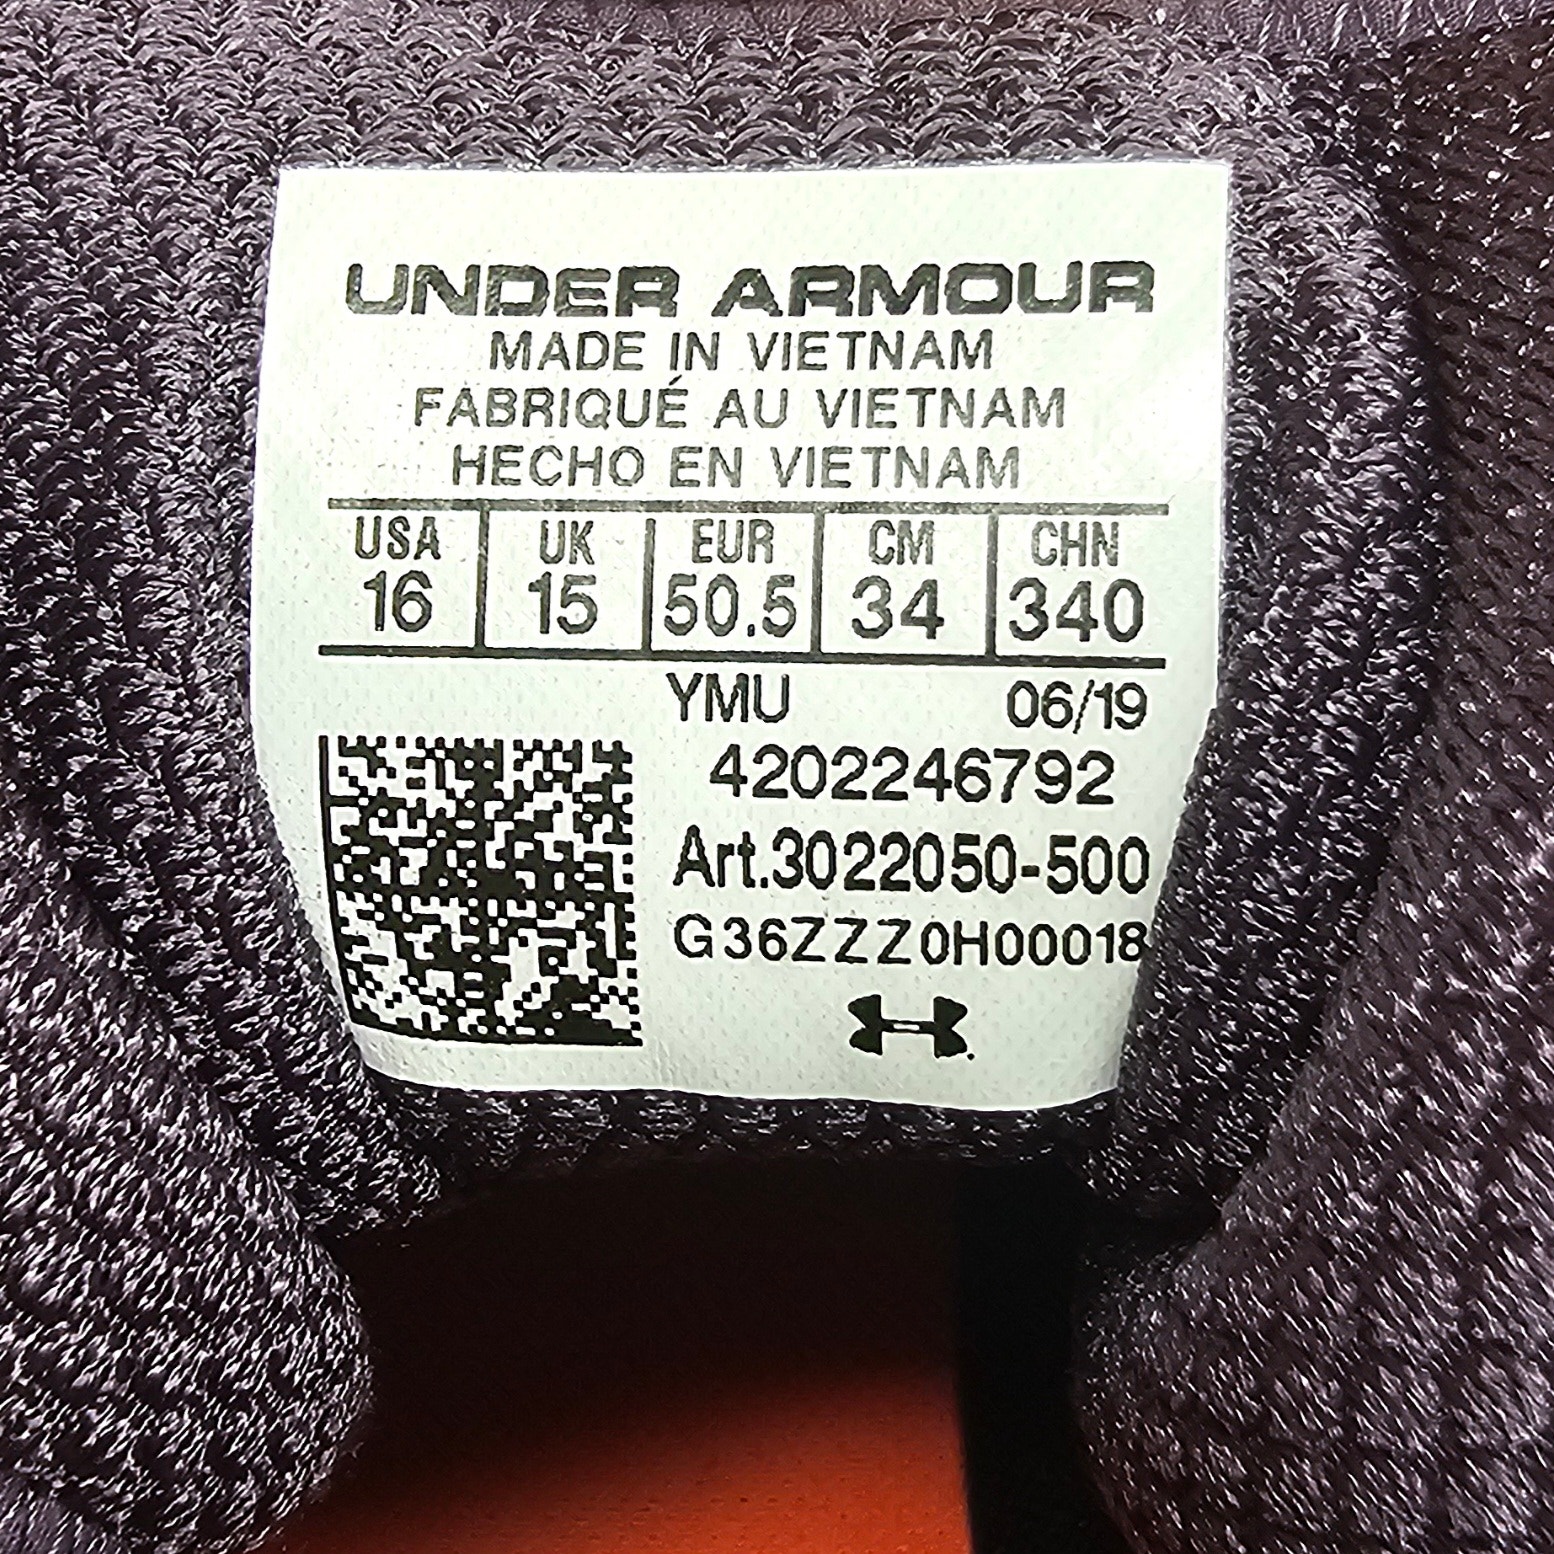 UNDER ARMOUR
MADE IN VIETNAM
FABRIQUÉ AU VIETNAM
HECHO EN VIETNAM
USA UK EUR CM CHN
16 15 50.5 34 340
YMU 06/19
4202246792
Art.3022050-500
G36ZZZ0H00018